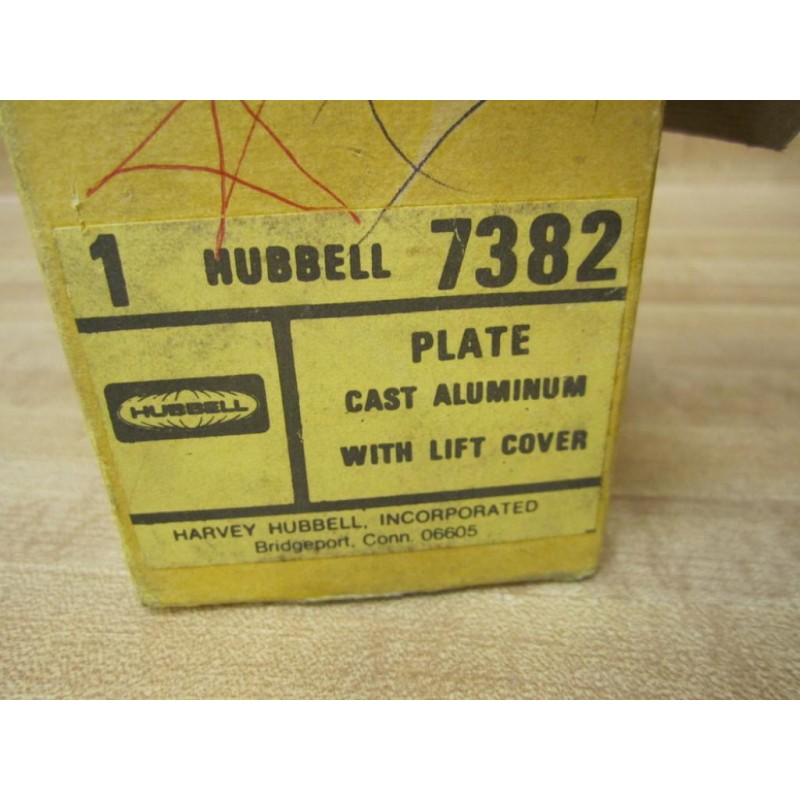 1 HUBBELL 7382
HUBBELL
PLATE
CAST ALUMINUM
WITH LIFT COVER
HARVEY HUBBELL, INCORPORATED
Bridgeport, Conn. 06605